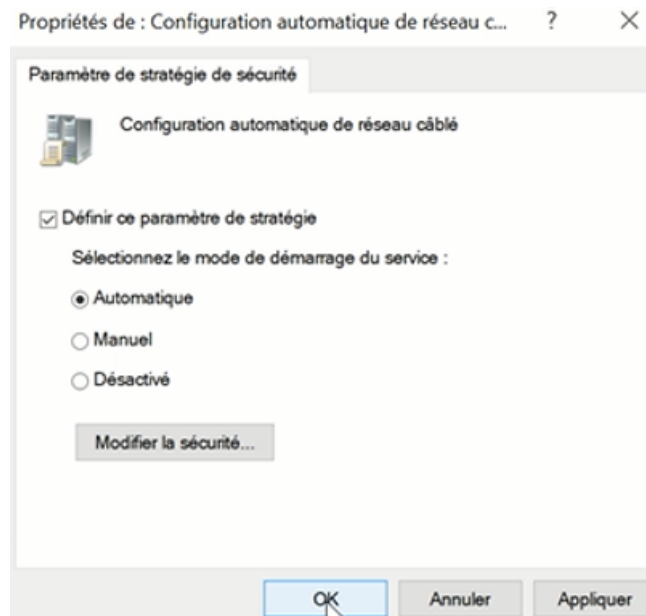 Propriétés de : Configuration automatique de réseau c... ?
Paramètre de stratégie de sécurité
Configuration automatique de réseau câblé
Définir ce paramètre de stratégie
Sélectionnez le mode de démarrage du service :
Automatique
Manuel
Désactivé
Modifier la sécurité...
OK Annuler Appliquer